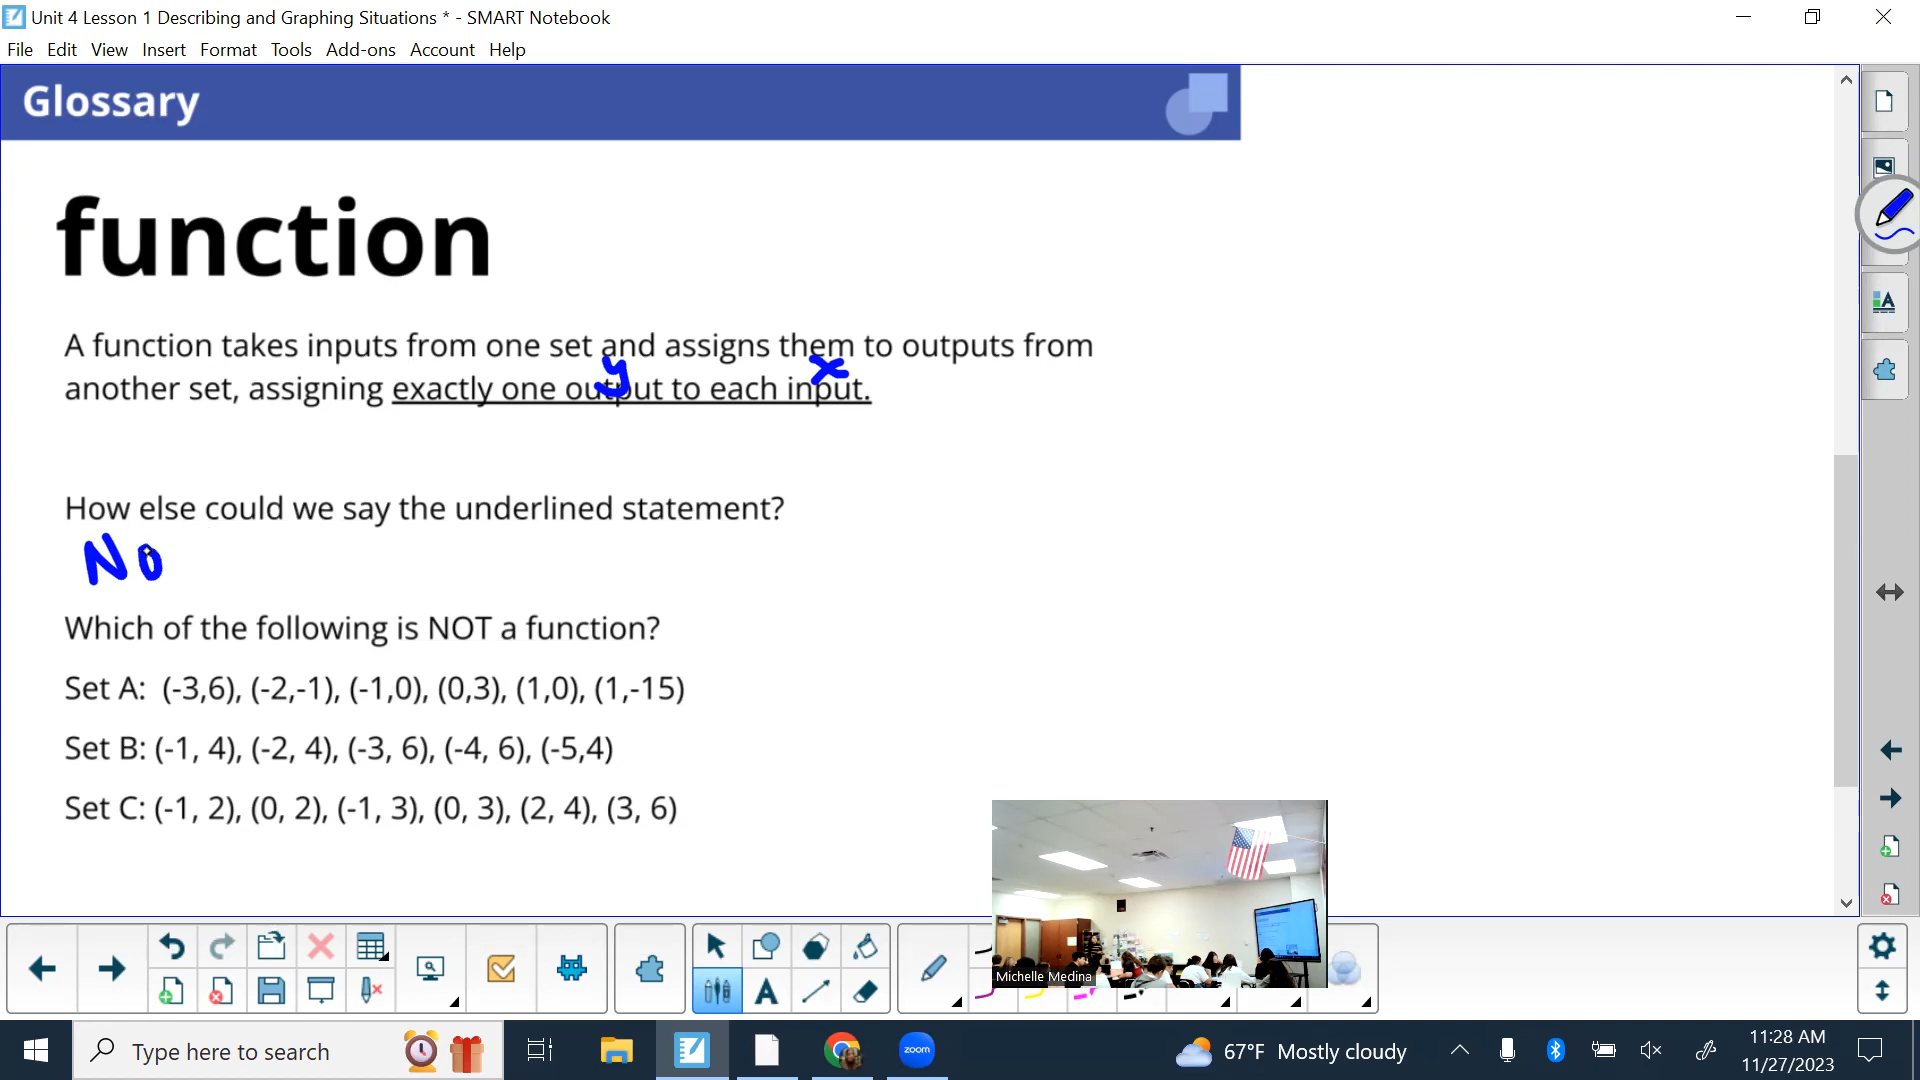 Unit 4 Lesson 1 Describing and Graphing Situations * - SMART Notebook
File Edit View Insert Format Tools Add-ons Account Help
Glossary
function
A function takes inputs from one set and assigns them to outputs from
another set, assigning exactly one output to each input.
y x
How else could we say the underlined statement?
No
Which of the following is NOT a function?
Set A: (-3,6), (-2,-1), (-1,0), (0,3), (1,0), (1,-15)
Set B: (-1, 4), (-2, 4), (-3, 6), (-4, 6), (-5,4)
Set C: (-1, 2), (0, 2), (-1, 3), (0, 3), (2, 4), (3, 6)
Michelle Medina
Type here to search
zoom
67°F Mostly cloudy
11:28 AM
11/27/2023